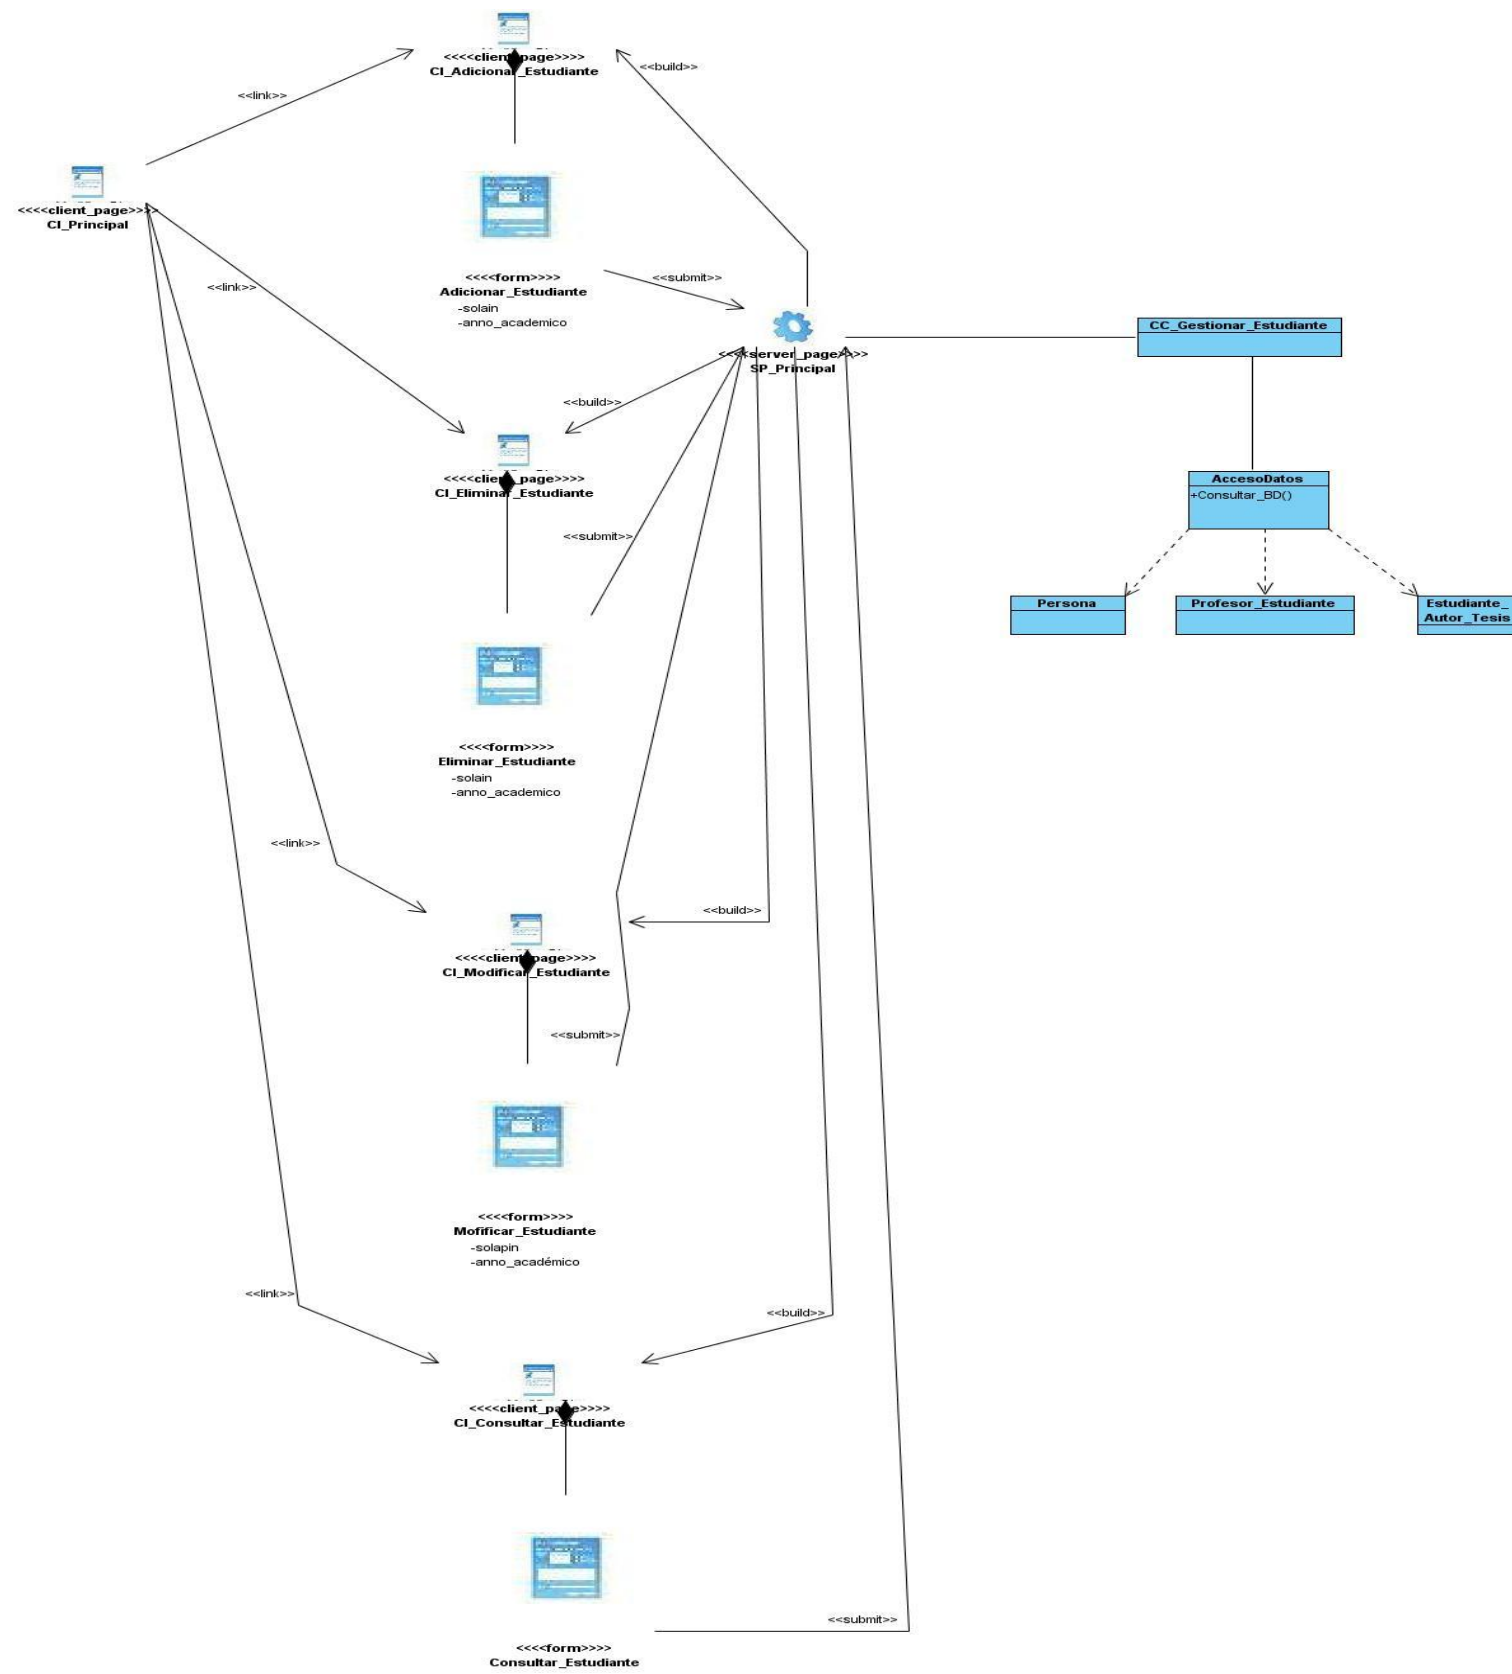 <<<<client_page>>>>
CI_Adicionar_Estudiante
<<build>>
<<link>>
<<<<client_page>>>>
CI_Principal
<<<<form>>>>
Adicionar_Estudiante
-solain
-anno_academico
<<submit>>
<<link>>
<<<<server_page>>>>
SP_Principal
CC_Gestionar_Estudiante
<<build>>
<<<<client_page>>>>
CI_Eliminar_Estudiante
AccesoDatos
+Consultar_BD()
<<submit>>
Persona
Profesor_Estudiante
Estudiante_
Autor_Tesis
<<<<form>>>>
Eliminar_Estudiante
-solain
-anno_academico
<<link>>
<<build>>
<<<<client_page>>>>
CI_Modificar_Estudiante
<<submit>>
<<<<form>>>>
Mofificar_Estudiante
-solapin
-anno_académico
<<link>>
<<build>>
<<<<client_page>>>>
CI_Consultar_Estudiante
<<submit>>
<<<<form>>>>
Consultar_Estudiante